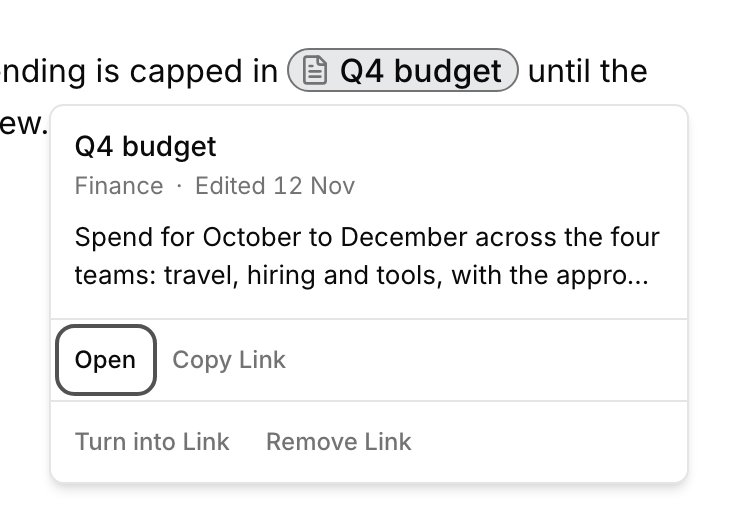 nding is capped in Q4 budget until the
ew.
Q4 budget
Finance · Edited 12 Nov
Spend for October to December across the four
teams: travel, hiring and tools, with the appro...
Open Copy Link
Turn into Link Remove Link